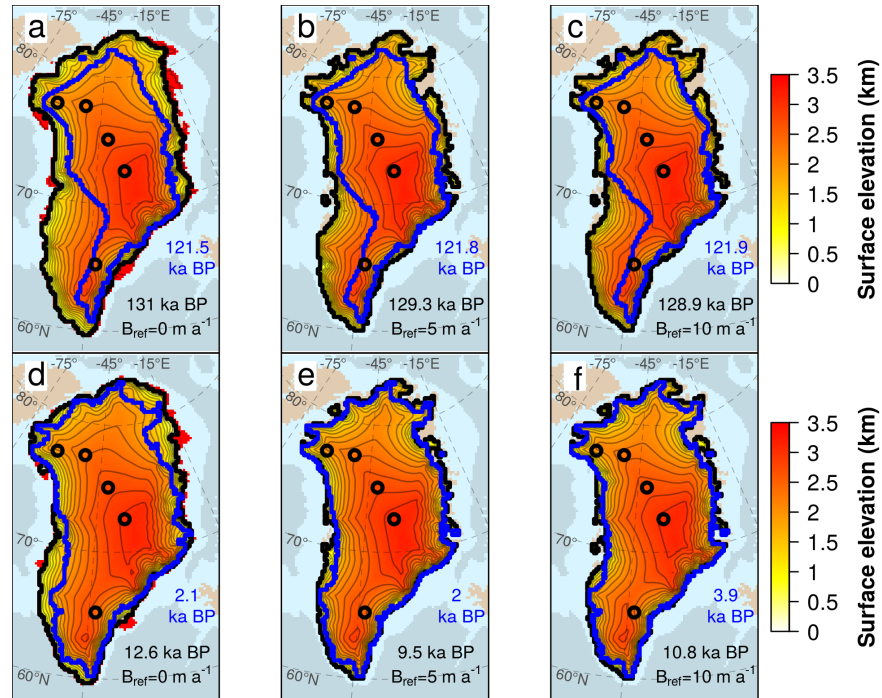 a
-75°
-45°
-15°E
80°
70°
60°N
121.5
ka BP
131 ka BP
Bref=0 m a-1
b
-75°
-45°
-15°E
80°
70°
60°N
121.8
ka BP
129.3 ka BP
Bref=5 m a-1
c
-75°
-45°
-15°E
80°
70°
60°N
121.9
ka BP
128.9 ka BP
Bref=10 m a-1
3.5
3
2.5
2
1.5
1
0.5
0
Surface elevation (km)
d
-75°
-45°
-15°E
80°
70°
60°N
2.1
ka BP
12.6 ka BP
Bref=0 m a-1
e
-75°
-45°
-15°E
80°
70°
60°N
2
ka BP
9.5 ka BP
Bref=5 m a-1
f
-75°
-45°
-15°E
80°
70°
60°N
3.9
ka BP
10.8 ka BP
Bref=10 m a-1
3.5
3
2.5
2
1.5
1
0.5
0
Surface elevation (km)